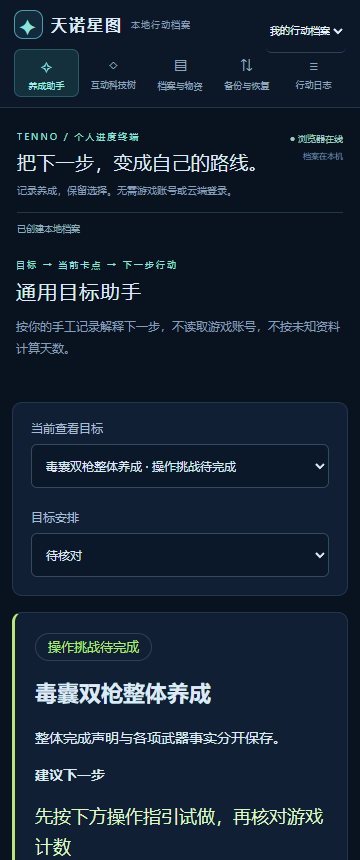 天诺星图 本地行动档案 我的行动档案
养成助手 互动科技树 档案与物资 备份与恢复 行动日志
TENNO / 个人进度终端 浏览器在线
把下一步，变成自己的路线。 档案在本机
记录养成，保留选择。无需游戏账号或云端登录。
已创建本地档案
目标 → 当前卡点 → 下一步行动
通用目标助手
按你的手工记录解释下一步，不读取游戏账号，不按未知资料
计算天数。
当前查看目标
毒囊双枪整体养成 · 操作挑战待完成
目标安排
待核对
操作挑战待完成
毒囊双枪整体养成
整体完成声明与各项武器事实分开保存。
建议下一步
先按下方操作指引试做，再核对游戏
计数